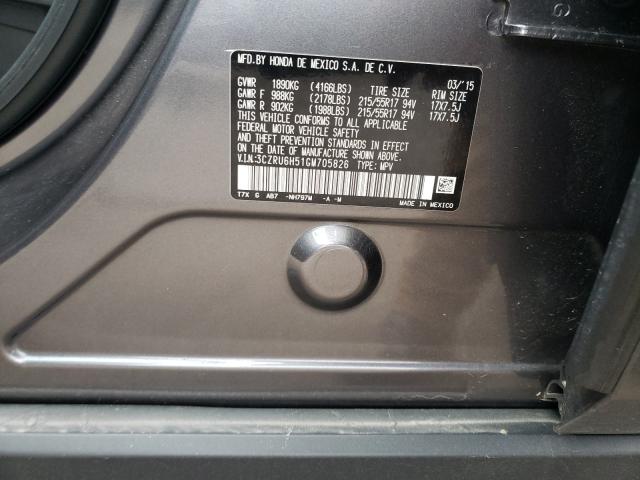 G
MFD.BY HONDA DE MEXICO S.A. DE C.V.
03/'15
GVWR 1890KG (4166LBS) TIRE SIZE RIM SIZE
GAWR F 988KG (2178LBS) 215/55R17 94V 17X7.5J
GAWR R 902KG (1988LBS) 215/55R17 94V 17X7.5J
THIS VEHICLE CONFORMS TO ALL APPLICABLE
FEDERAL MOTOR VEHICLE SAFETY
AND THEFT PREVENTION STANDARDS IN EFFECT
ON THE DATE OF MANUFACTURE SHOWN ABOVE.
V.I.N:3CZRU6H51GM705826 TYPE: MPV
T7X G AB7 -NH797M -A -M MADE IN MEXICO